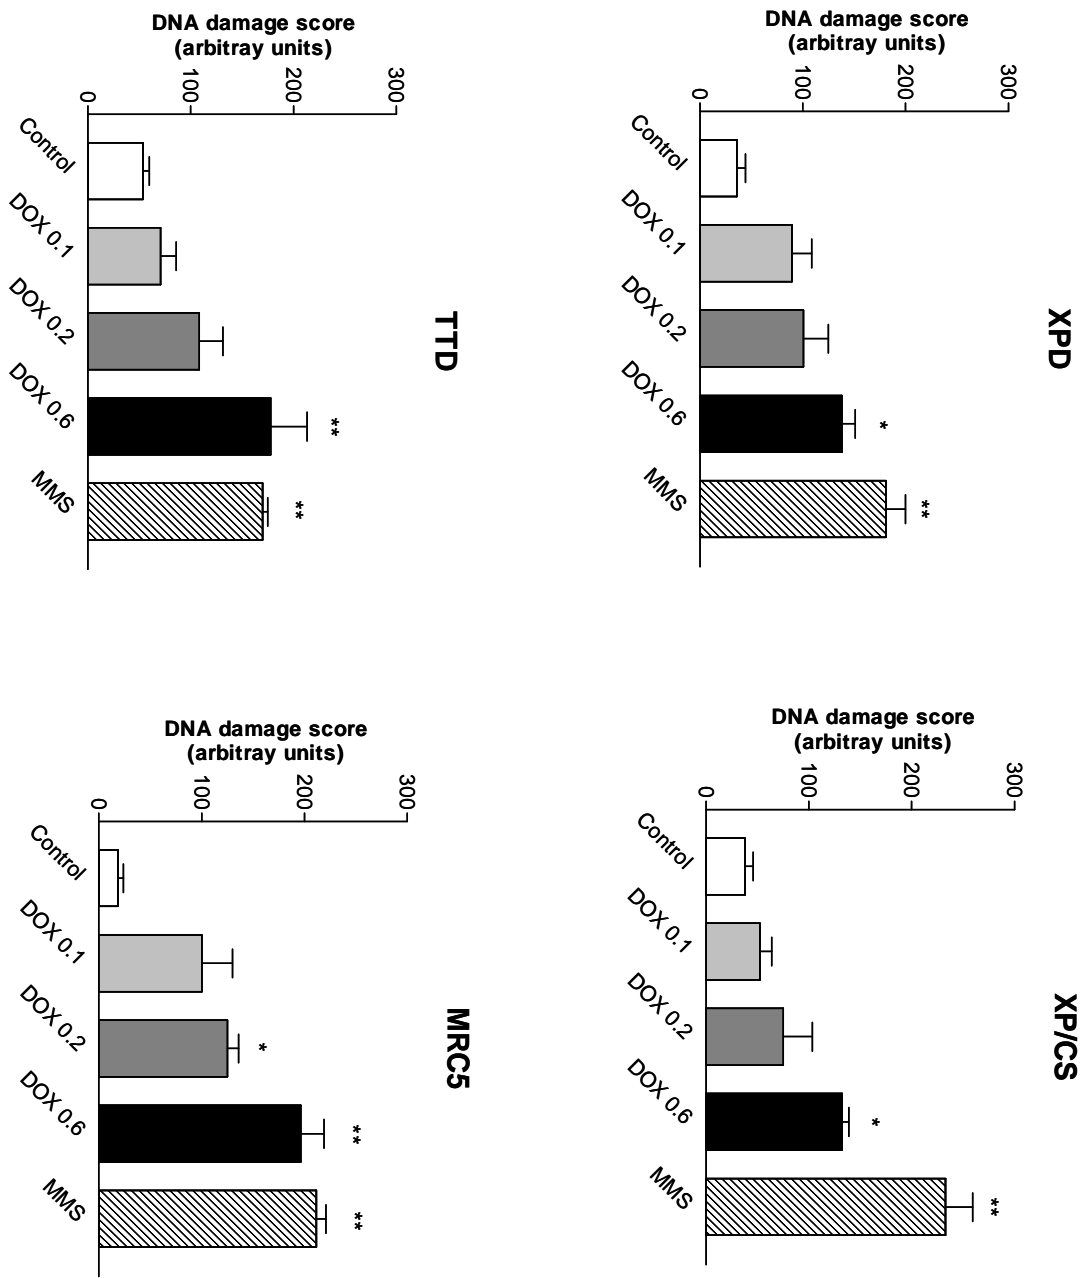 XPD
DNA damage score
(arbitray units)
300
200
100
0
*
**
Control
DOX 0.1
DOX 0.2
DOX 0.6
MMS
XP/CS
DNA damage score
(arbitray units)
300
200
100
0
*
**
Control
DOX 0.1
DOX 0.2
DOX 0.6
MMS
TTD
DNA damage score
(arbitray units)
300
200
100
0
**
**
Control
DOX 0.1
DOX 0.2
DOX 0.6
MMS
MRC5
DNA damage score
(arbitray units)
300
200
100
0
*
**
**
Control
DOX 0.1
DOX 0.2
DOX 0.6
MMS